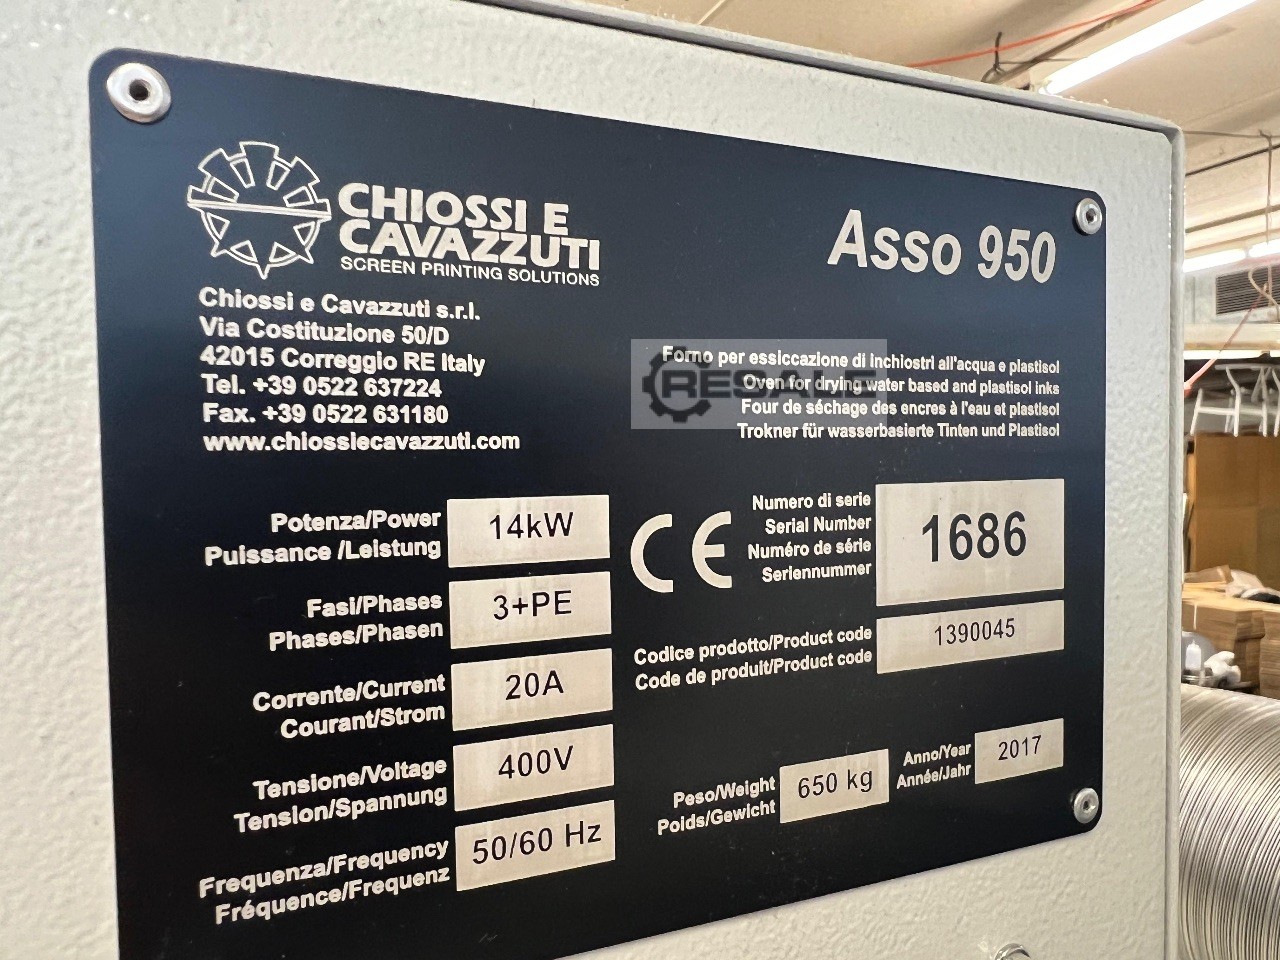 CHIOSSI E
CAVAZZUTI
SCREEN PRINTING SOLUTIONS
Chiossi e Cavazzuti s.r.l.
Via Costituzione 50/D
42015 Correggio RE Italy
Tel. +39 0522 637224
Fax. +39 0522 631180
www.chiossiecavazzuti.com
Asso 950
Forno per essiccazione di inchiostri all'acqua e plastisol
Oven for drying water based and plastisol inks
Four de séchage des encres à l'eau et plastisol
Trokner für wasserbasierte Tinten und Plastisol
RESALE
Potenza/Power
Puissance /Leistung
14kW
Fasi/Phases
Phases/Phasen
3+PE
Corrente/Current
Courant/Strom
20A
Tensione/Voltage
Tension/Spannung
400V
Frequenza/Frequency
Fréquence/Frequenz
50/60 Hz
CE
Numero di serie
Serial Number
Numéro de série
Seriennummer
1686
Codice prodotto/Product code
Code de produit/Product code
1390045
Peso/Weight
Poids/Gewicht
650 kg
Anno/Year
Année/Jahr
2017